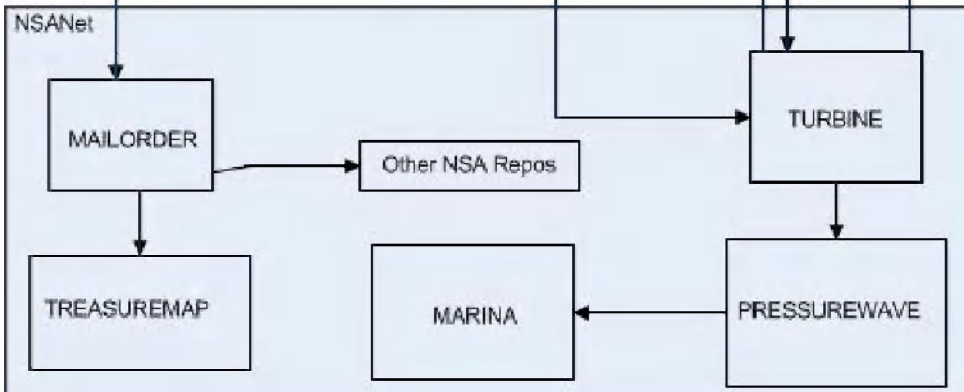 NSANet
MAILORDER
TURBINE
Other NSA Repos
TREASUREMAP
MARINA
PRESSUREWAVE